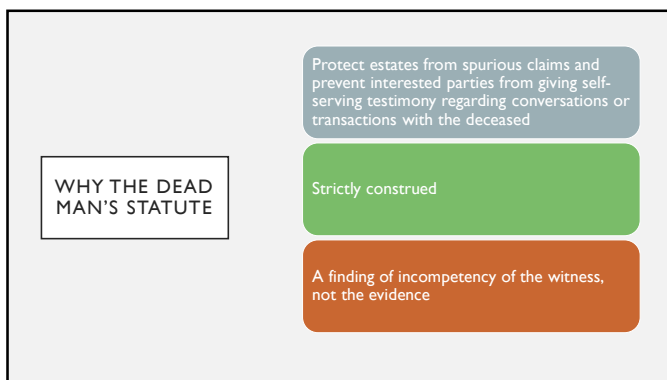 WHY THE DEAD
MAN'S STATUTE
Protect estates from spurious claims and
prevent interested parties from giving self-
serving testimony regarding conversations or
transactions with the deceased
Strictly construed
A finding of incompetency of the witness,
not the evidence